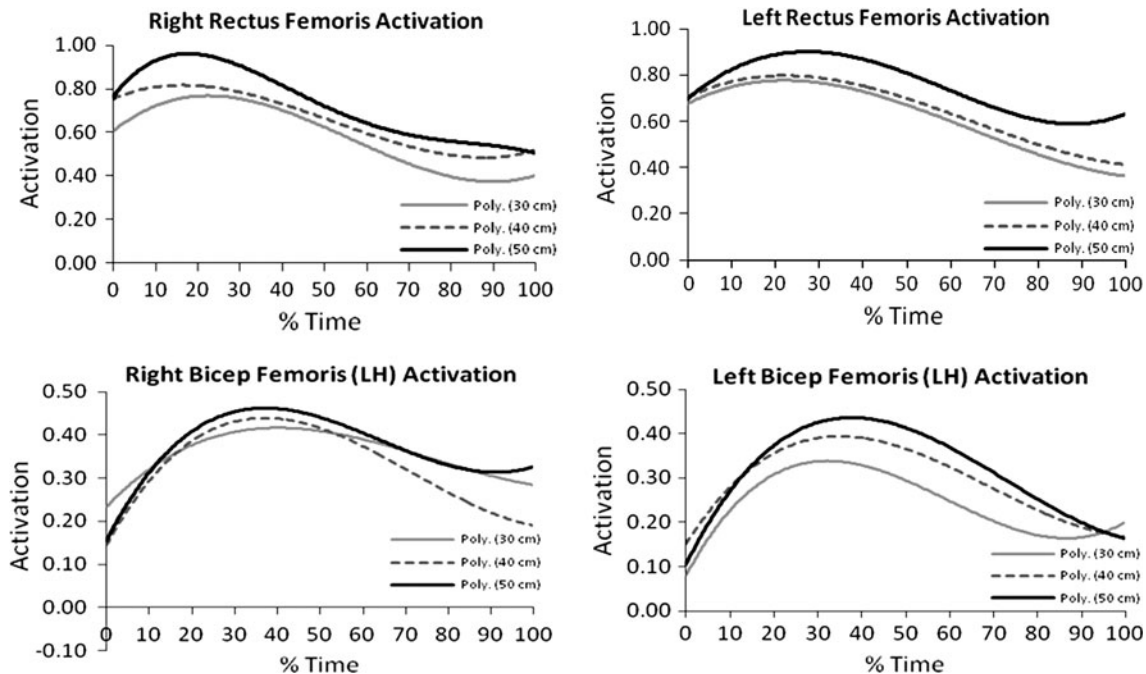 Right Rectus Femoris Activation
Activation
1.00
0.80
0.60
0.40
0.20
0.00
Poly. (30 cm)
Poly. (40 cm)
Poly. (50 cm)
0 10 20 30 40 50 60 70 80 90 100
% Time
Left Rectus Femoris Activation
Activation
1.00
0.80
0.60
0.40
0.20
0.00
Poly. (30 cm)
Poly. (40 cm)
Poly. (50 cm)
0 10 20 30 40 50 60 70 80 90 100
% Time
Right Bicep Femoris (LH) Activation
Activation
0.50
0.40
0.30
0.20
0.10
0.00
-0.10
Poly. (30 cm)
Poly. (40 cm)
Poly. (50 cm)
0 10 20 30 40 50 60 70 80 90 100
% Time
Left Bicep Femoris (LH) Activation
Activation
0.50
0.40
0.30
0.20
0.10
0.00
Poly. (30 cm)
Poly. (40 cm)
Poly. (50 cm)
0 10 20 30 40 50 60 70 80 90 100
% Time